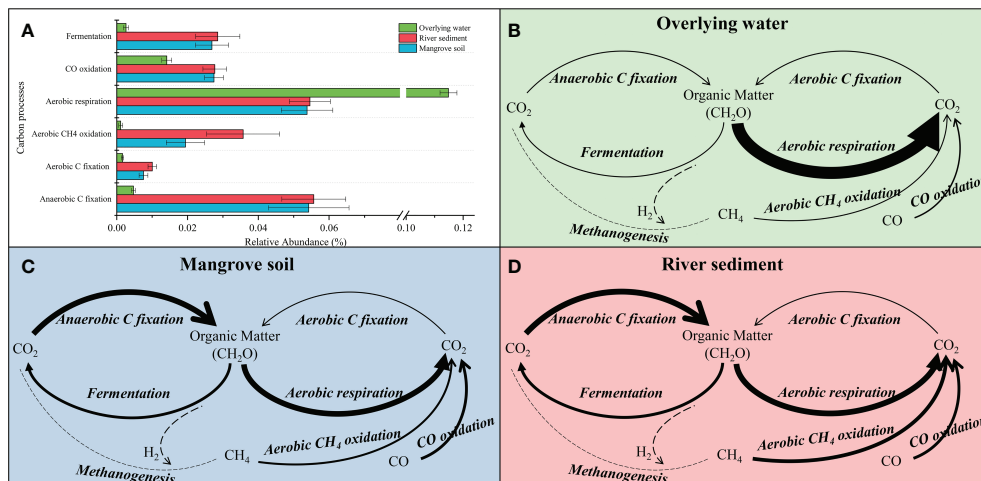 A
Carbon processes
Fermentation
CO oxidation
Aerobic respiration
Aerobic CH4 oxidation
Aerobic C fixation
Anaerobic C fixation
Overlying water
River sediment
Mangrove soil
0.00 0.02 0.04 0.06 0.10 0.12
Relative Abundance (%)
B Overlying water
Anaerobic C fixation
Aerobic C fixation
CO₂
Organic Matter
(CH₂O)
CO₂
Fermentation
Aerobic respiration
H₂
CH₄
Aerobic CH₄ oxidation
CO oxidation
CO
Methanogenesis
C Mangrove soil
Anaerobic C fixation
Aerobic C fixation
CO₂
Organic Matter
(CH₂O)
CO₂
Fermentation
Aerobic respiration
H₂
CH₄
Aerobic CH₄ oxidation
CO oxidation
CO
Methanogenesis
D River sediment
Anaerobic C fixation
Aerobic C fixation
CO₂
Organic Matter
(CH₂O)
CO₂
Fermentation
Aerobic respiration
H₂
CH₄
Aerobic CH₄ oxidation
CO oxidation
CO
Methanogenesis